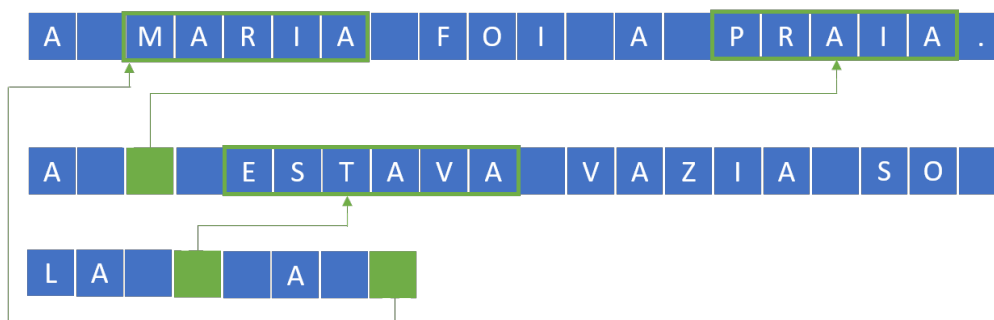 A MARIA FOI A PRAIA.
A ESTAVA VAZIA SO
LA A